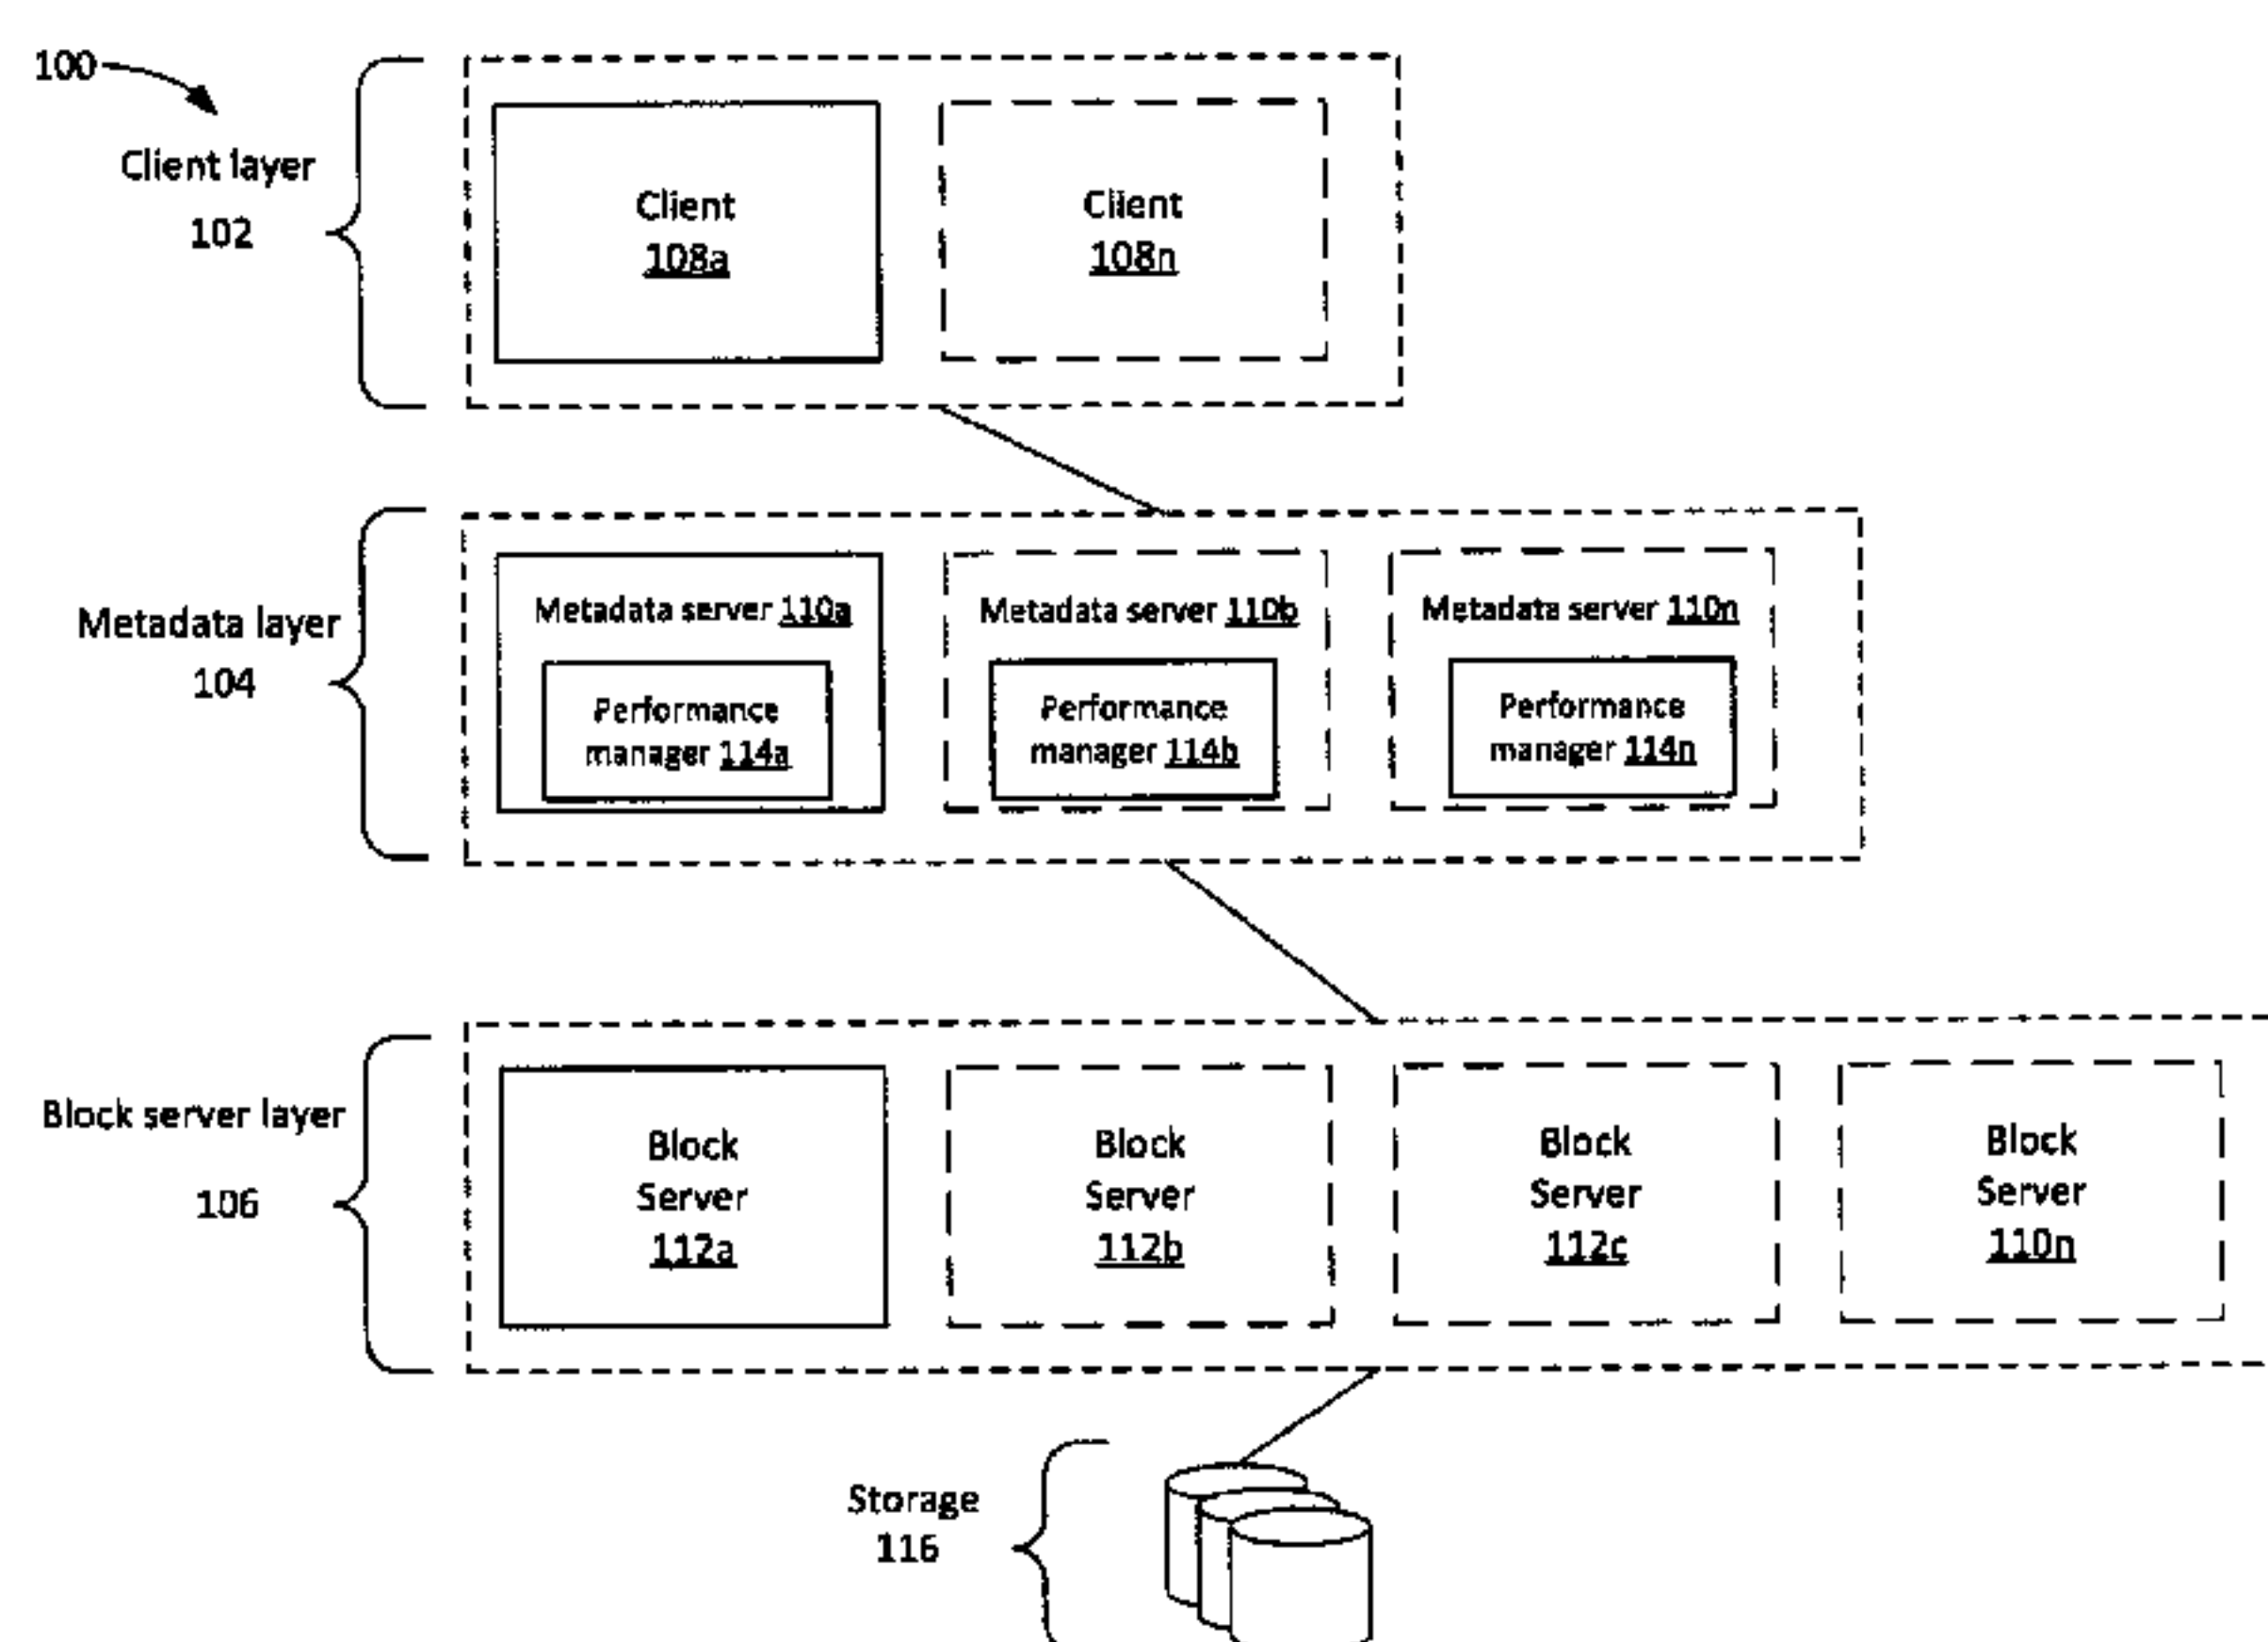 100
Client layer
102
Client
108a
Client
108n
Metadata layer
104
Metadata server 110a
Performance
manager 114a
Metadata server 110b
Performance
manager 114b
Metadata server 110n
Performance
manager 114n
Block server layer
106
Block
Server
112a
Block
Server
112b
Block
Server
112c
Block
Server
110n
Storage
116